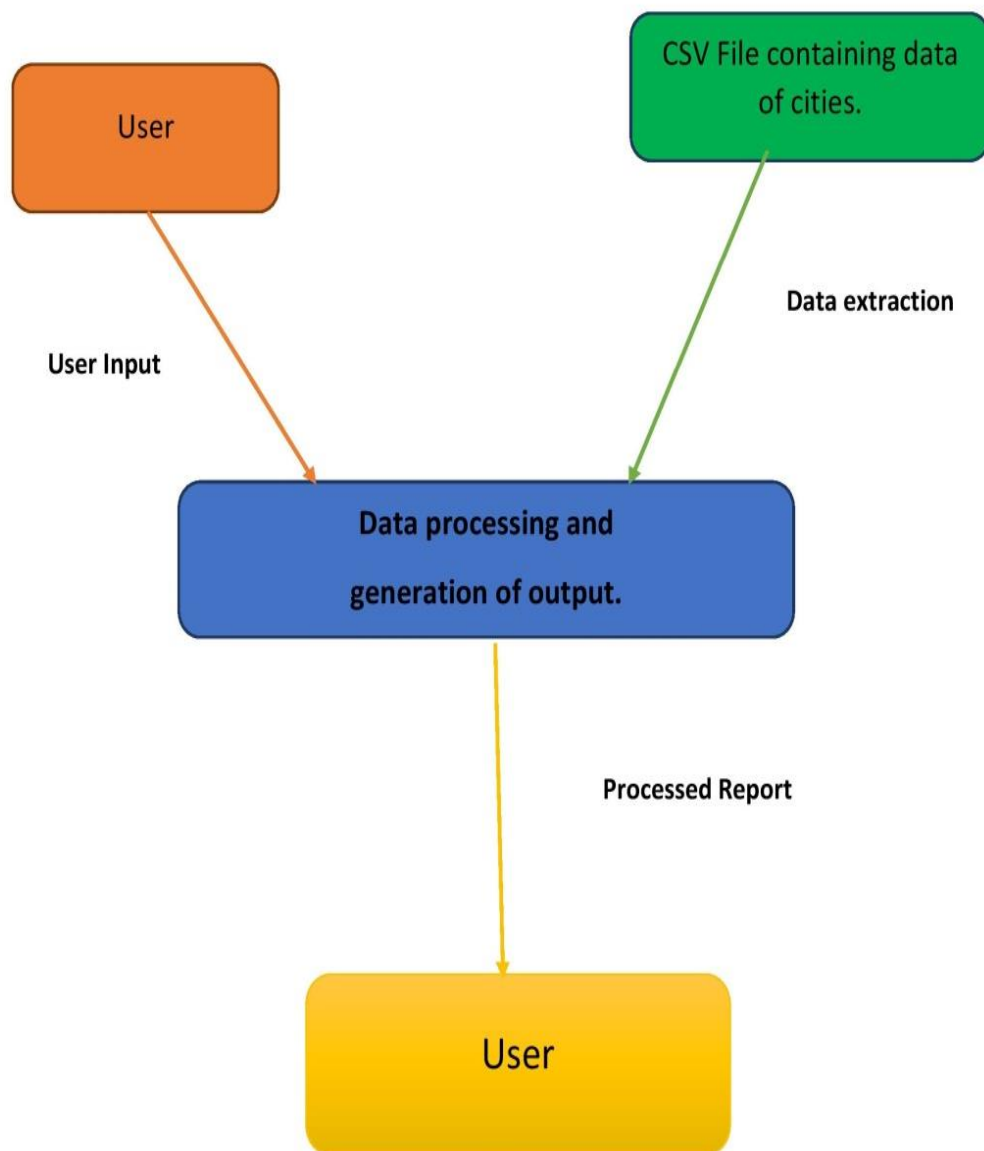 CSV File containing data
of cities.
User
Data extraction
User Input
Data processing and
generation of output.
Processed Report
User